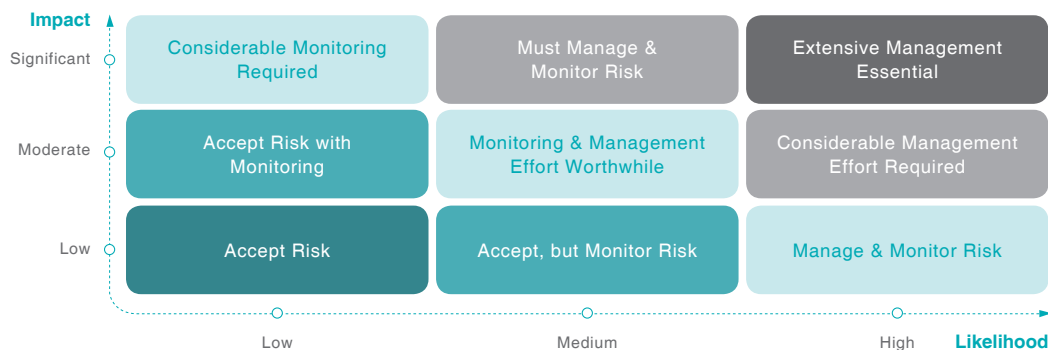 Impact
Significant
Considerable Monitoring
Required
Must Manage &
Monitor Risk
Extensive Management
Essential
Moderate
Accept Risk with
Monitoring
Monitoring & Management
Effort Worthwhile
Considerable Management
Effort Required
Low
Accept Risk
Accept, but Monitor Risk
Manage & Monitor Risk
Low
Medium
High
Likelihood